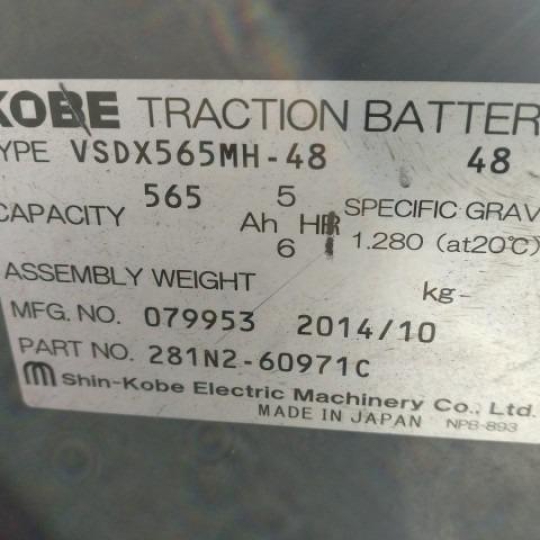 KOBE TRACTION BATTER
YPE VSDX565MH-48 48
CAPACITY 565 Ah 5 HR SPECIFIC GRAV
6 1.280 (at20℃)
ASSEMBLY WEIGHT kg-
MFG. NO. 079953 2014/10
PART NO. 281N2-60971C
m Shin-Kobe Electric Machinery Co., Ltd.
MADE IN JAPAN NPS-893